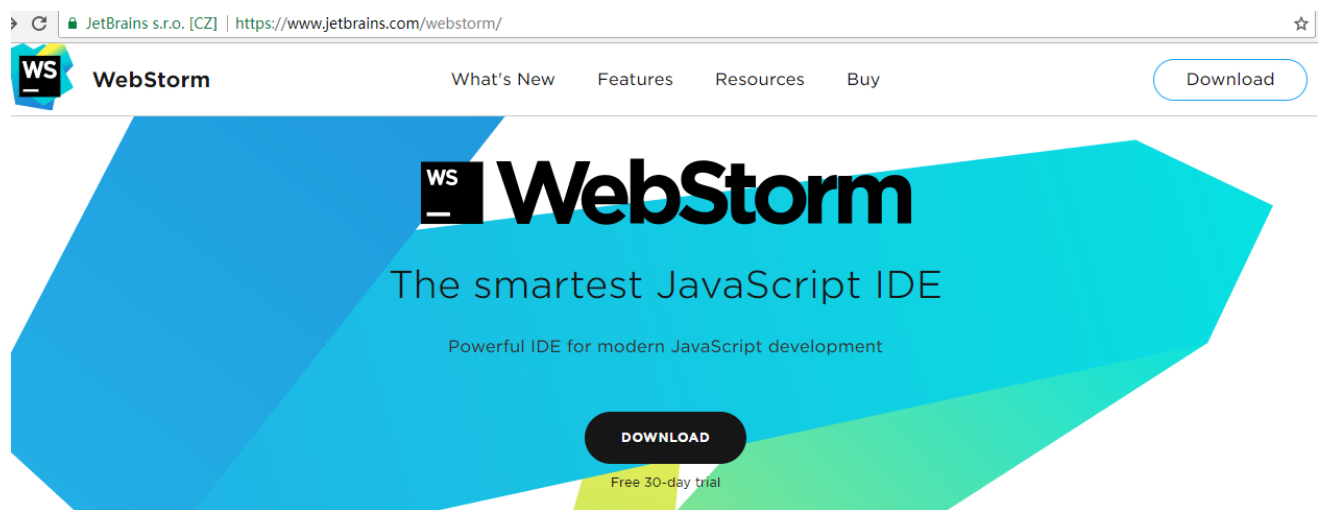 JetBrains s.r.o. [CZ] | https://www.jetbrains.com/webstorm/
WS
WebStorm What's New Features Resources Buy Download
WS WebStorm
The smartest JavaScript IDE
Powerful IDE for modern JavaScript development
DOWNLOAD
Free 30-day trial